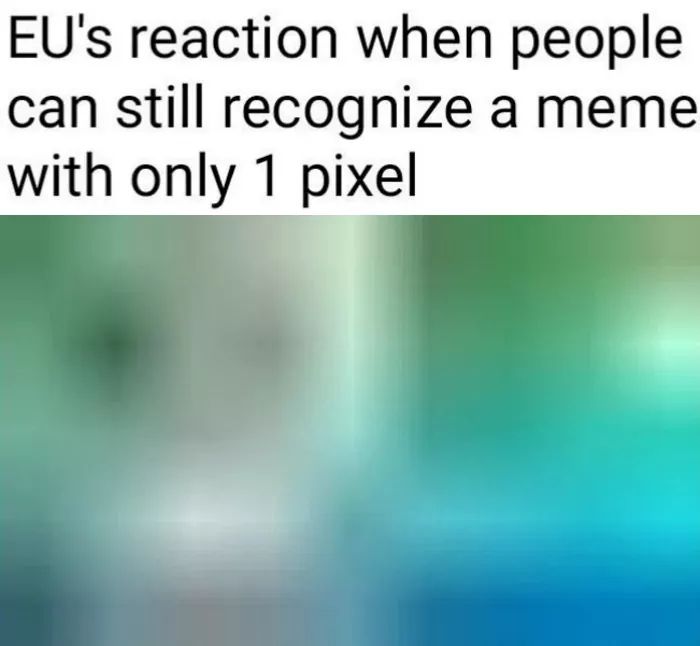 EU's reaction when people
can still recognize a meme
with only 1 pixel